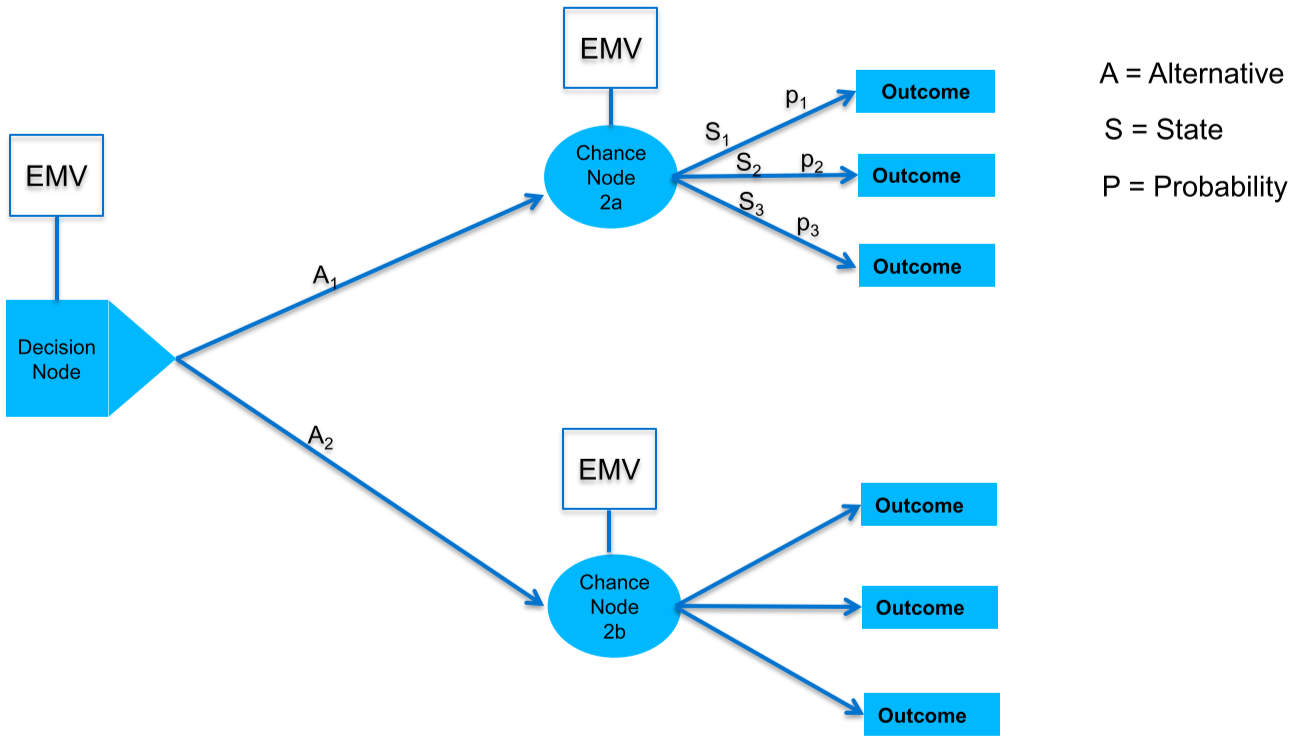 EMV
Chance
Node
2a
S₁
p₁
S₂
p₂
S₃
p₃
Outcome
Outcome
Outcome
A = Alternative
S = State
P = Probability
EMV
Decision
Node
A₁
A₂
EMV
Chance
Node
2b
Outcome
Outcome
Outcome